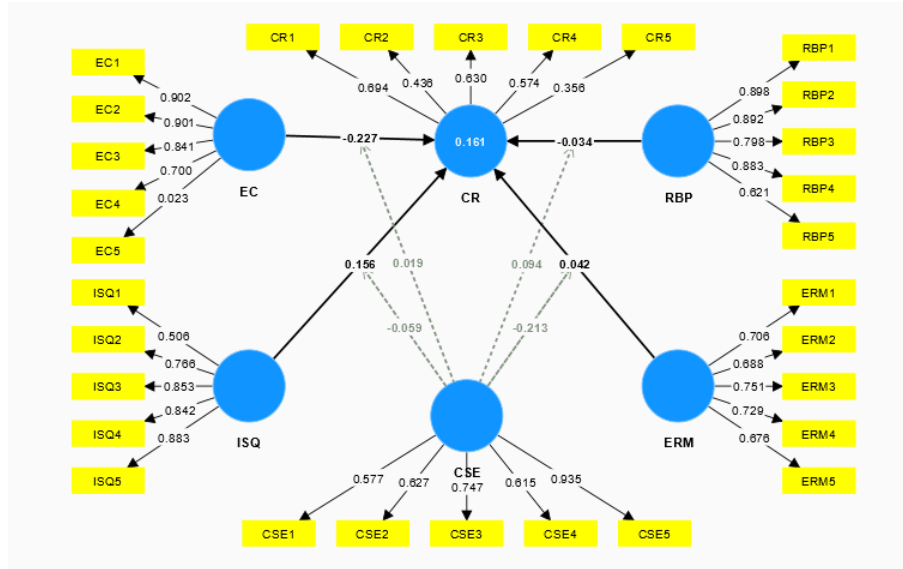 CR1 CR2 CR3 CR4 CR5
EC1 RBP1
EC2 RBP2
EC3 RBP3
EC4 RBP4
EC5 RBP5
0.694 0.436 0.630 0.574 0.356
0.902 0.898
0.901 0.892
0.841 0.798
0.700 0.883
0.023 0.621
-0.227 0.161 -0.034
EC CR RBP
0.156 0.019 0.094 0.042
-0.059 -0.213
ISQ1 ERM1
ISQ2 ERM2
ISQ3 ERM3
ISQ4 ERM4
ISQ5 ERM5
0.506 0.706
0.766 0.688
0.853 0.751
0.842 0.729
0.883 0.676
ISQ CSE ERM
0.577 0.627 0.747 0.615 0.935
CSE1 CSE2 CSE3 CSE4 CSE5